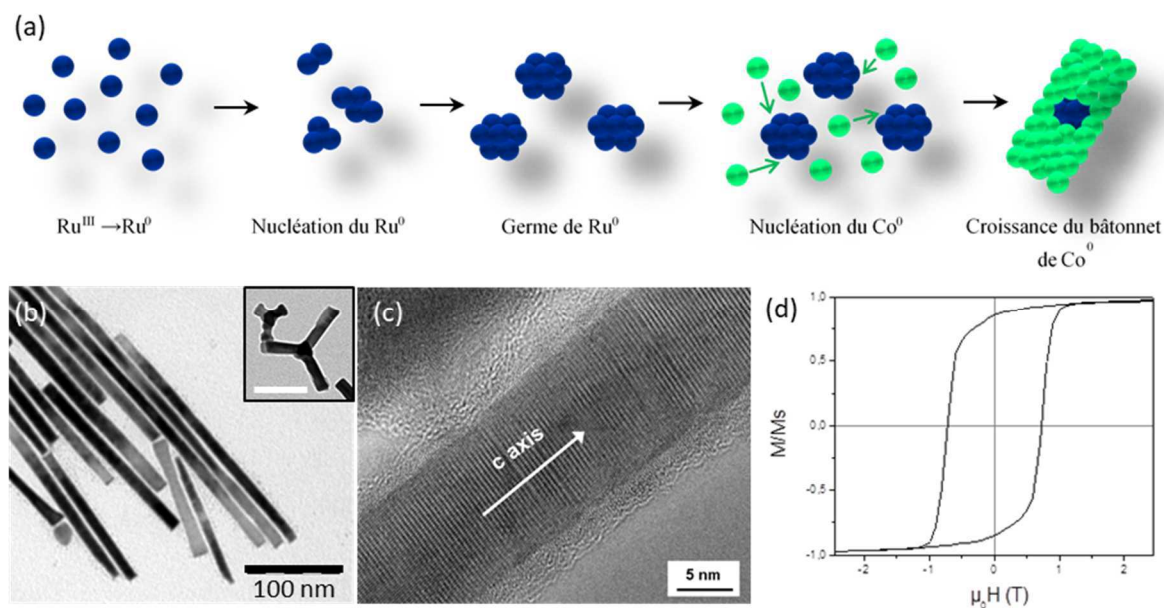 (a)
Ru^III →Ru^0
Nucléation du Ru^0
Germe de Ru^0
Nucléation du Co^0
Croissance du bâtonnet
de Co^0
(b)
100 nm
(c)
c axis
5 nm
(d)
1,0
0,5
0,0
-0,5
-1,0
M/Ms
-2
-1
0
1
2
μ₀H (T)